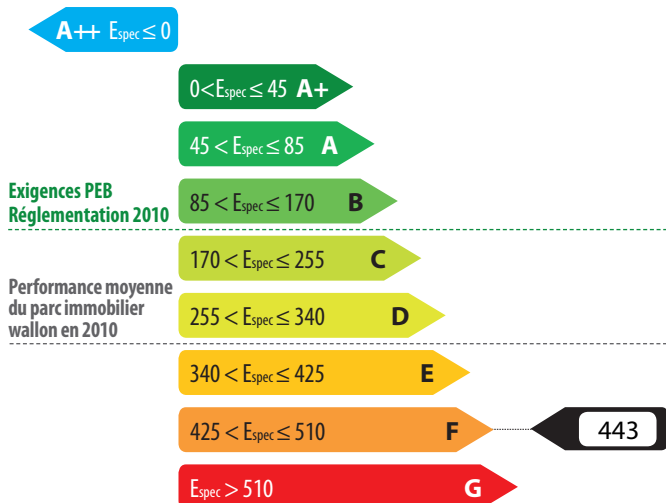 A++ Espec ≤ 0
0 < Espec ≤ 45 A+
45 < Espec ≤ 85 A
Exigences PEB
Réglementation 2010
85 < Espec ≤ 170 B
170 < Espec ≤ 255 C
Performance moyenne
du parc immobilier
wallon en 2010
255 < Espec ≤ 340 D
340 < Espec ≤ 425 E
425 < Espec ≤ 510 F 443
Espec > 510 G